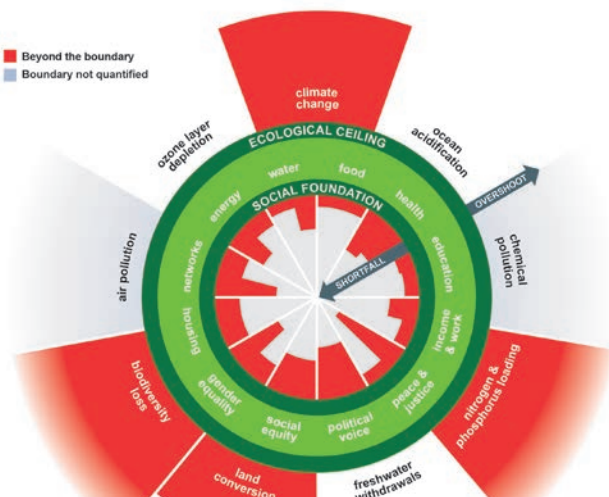 Beyond the boundary
Boundary not quantified
climate
change
ozone layer
depletion
ocean
acidification
ECOLOGICAL CEILING
water
food
energy
health
SOCIAL FOUNDATION
OVERSHOOT
SHORTFALL
networks
education
air pollution
chemical
pollution
housing
income
& work
gender
equality
peace &
justice
social
equity
political
voice
biodiversity
loss
nitrogen &
phosphorus loading
land
conversion
freshwater
withdrawals